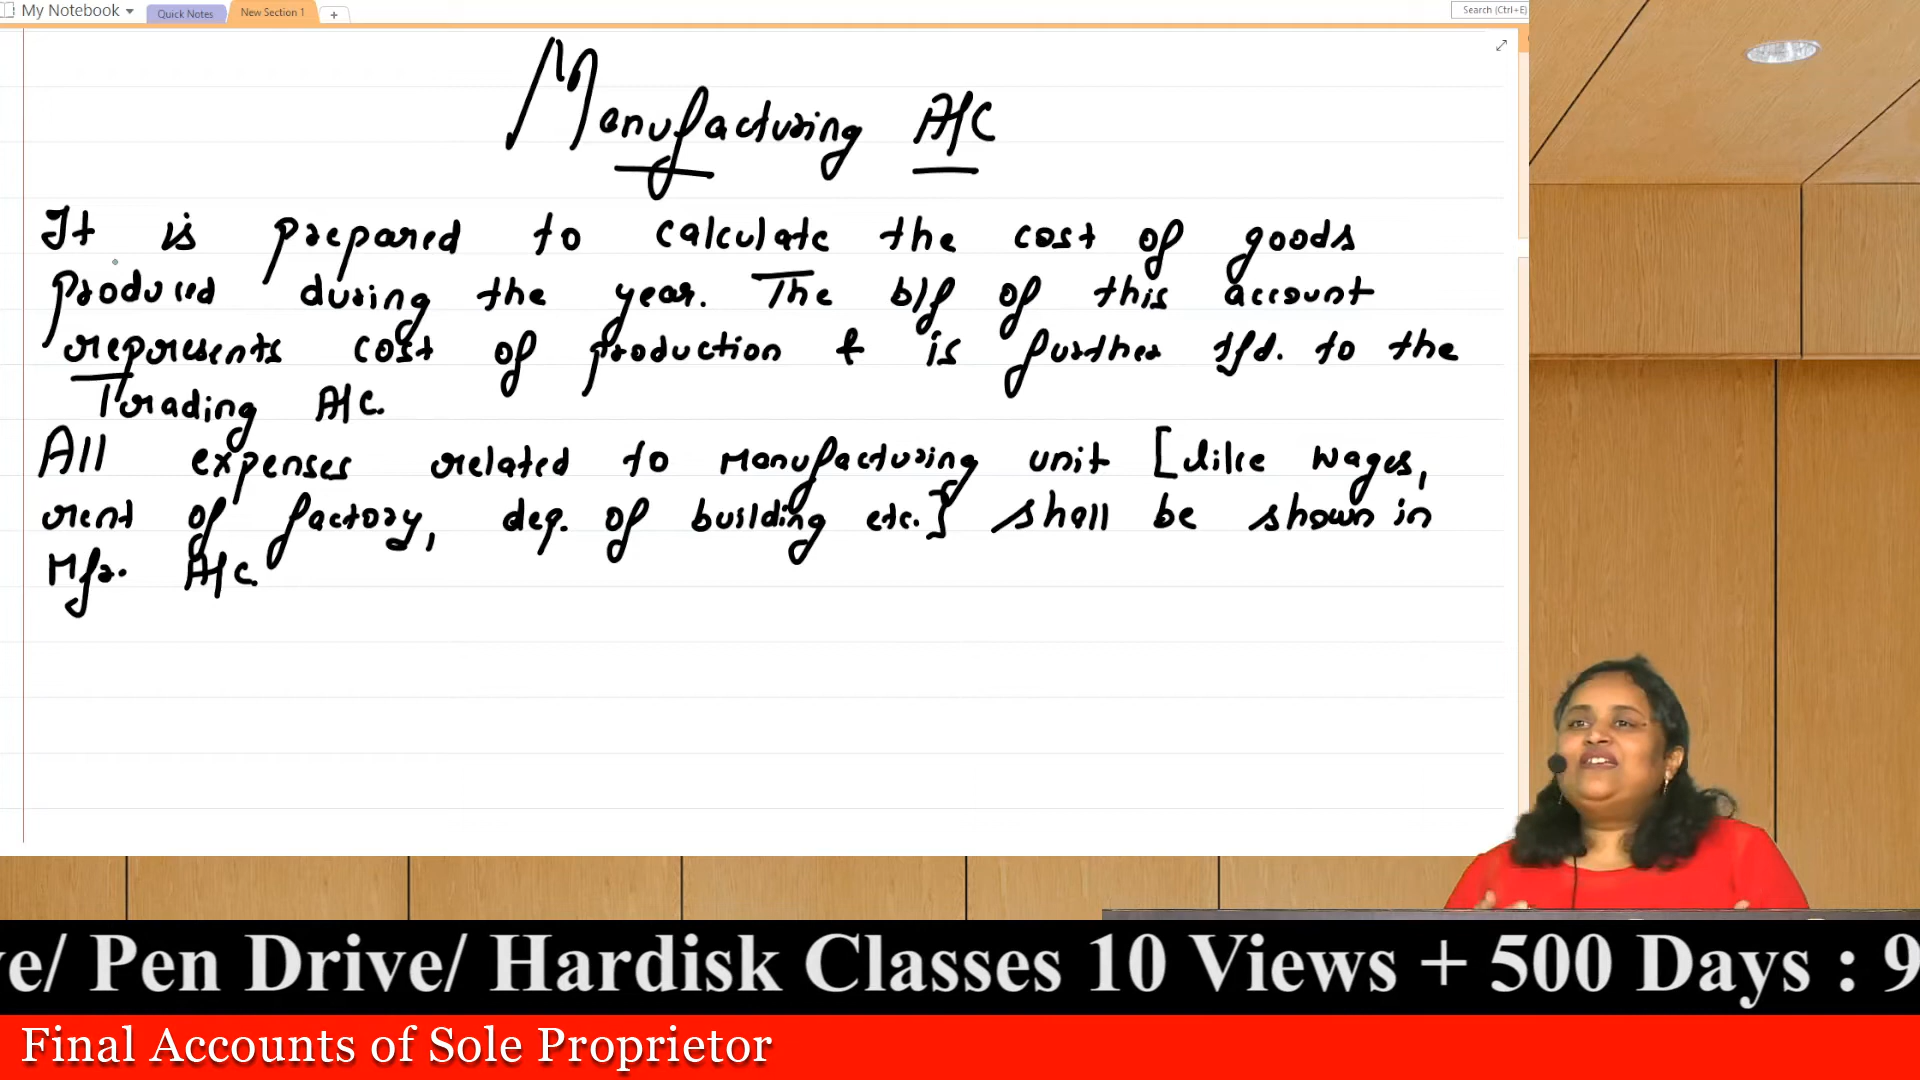 My Notebook
Quick Notes
New Section 1
+
Search (Ctrl+E)
Manufacturing A/C
It is prepared to calculate the cost of goods
produced during the year. The b/f of this account
represents cost of production & is further tfd. to the
Trading A/c.
All expenses related to manufacturing unit [like wages,
rent of factory, dep. of building etc.] shall be shown in
Mfr. A/c.
ve/ Pen Drive/ Hardisk Classes 10 Views + 500 Days : 9
Final Accounts of Sole Proprietor